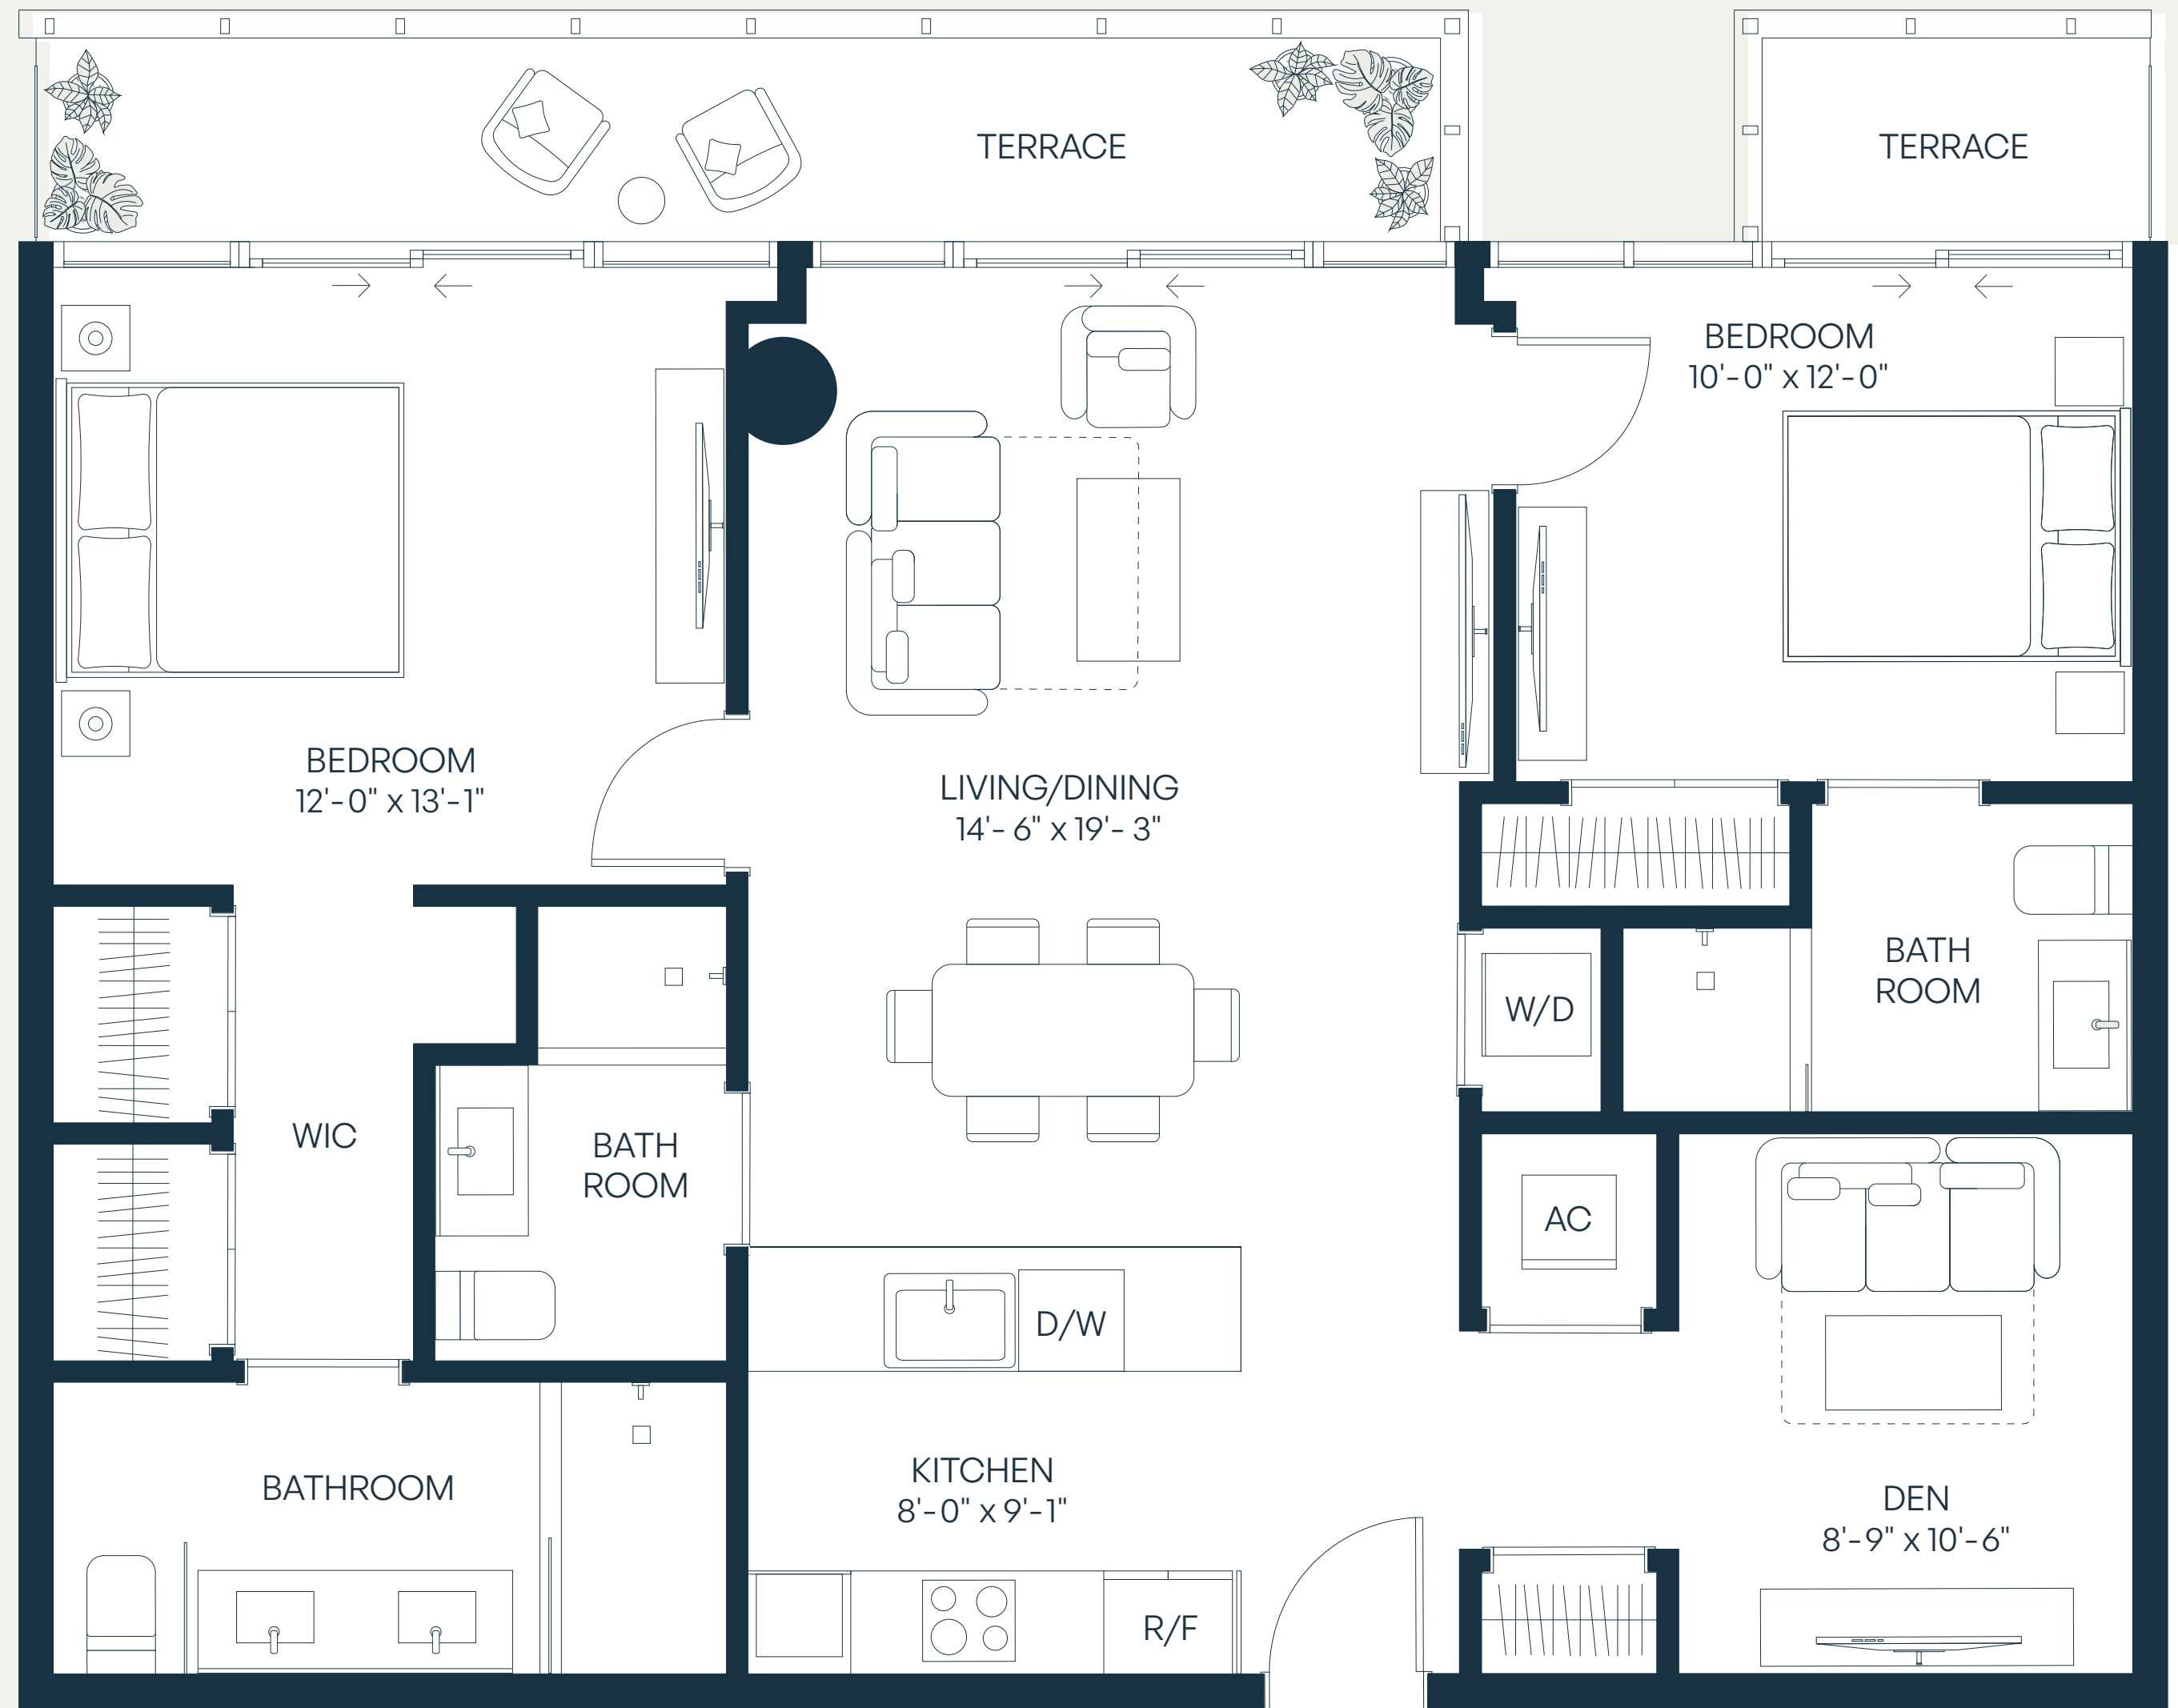 TERRACE
TERRACE
BEDROOM
10'-0" x 12'-0"
BEDROOM
12'-0" x 13'-1"
LIVING/DINING
14'- 6" x 19'- 3"
BATH
ROOM
W/D
WIC
BATH
ROOM
AC
D/W
BATHROOM
KITCHEN
8'-0" x 9'-1"
DEN
8'-9" x 10'-6"
R/F